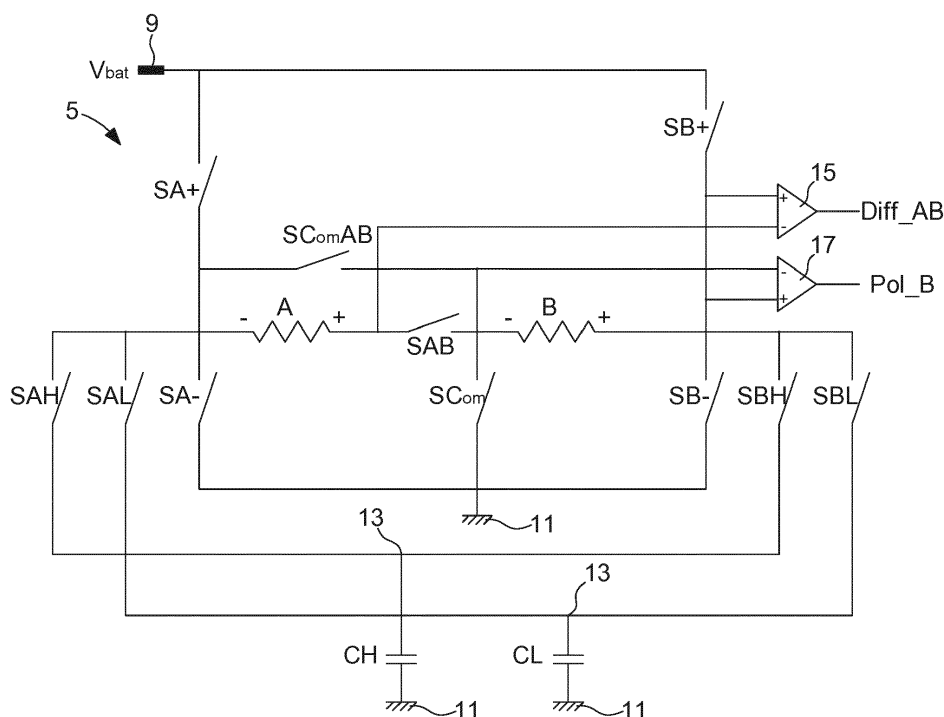 9
Vbat
5
SB+
SA+
15
+
-
Diff_AB
SComAB
17
-
+
Pol_B
- A +
- B +
SAB
SAH
SAL
SA-
SCom
SB-
SBH
SBL
11
13
13
CH
CL
11
11